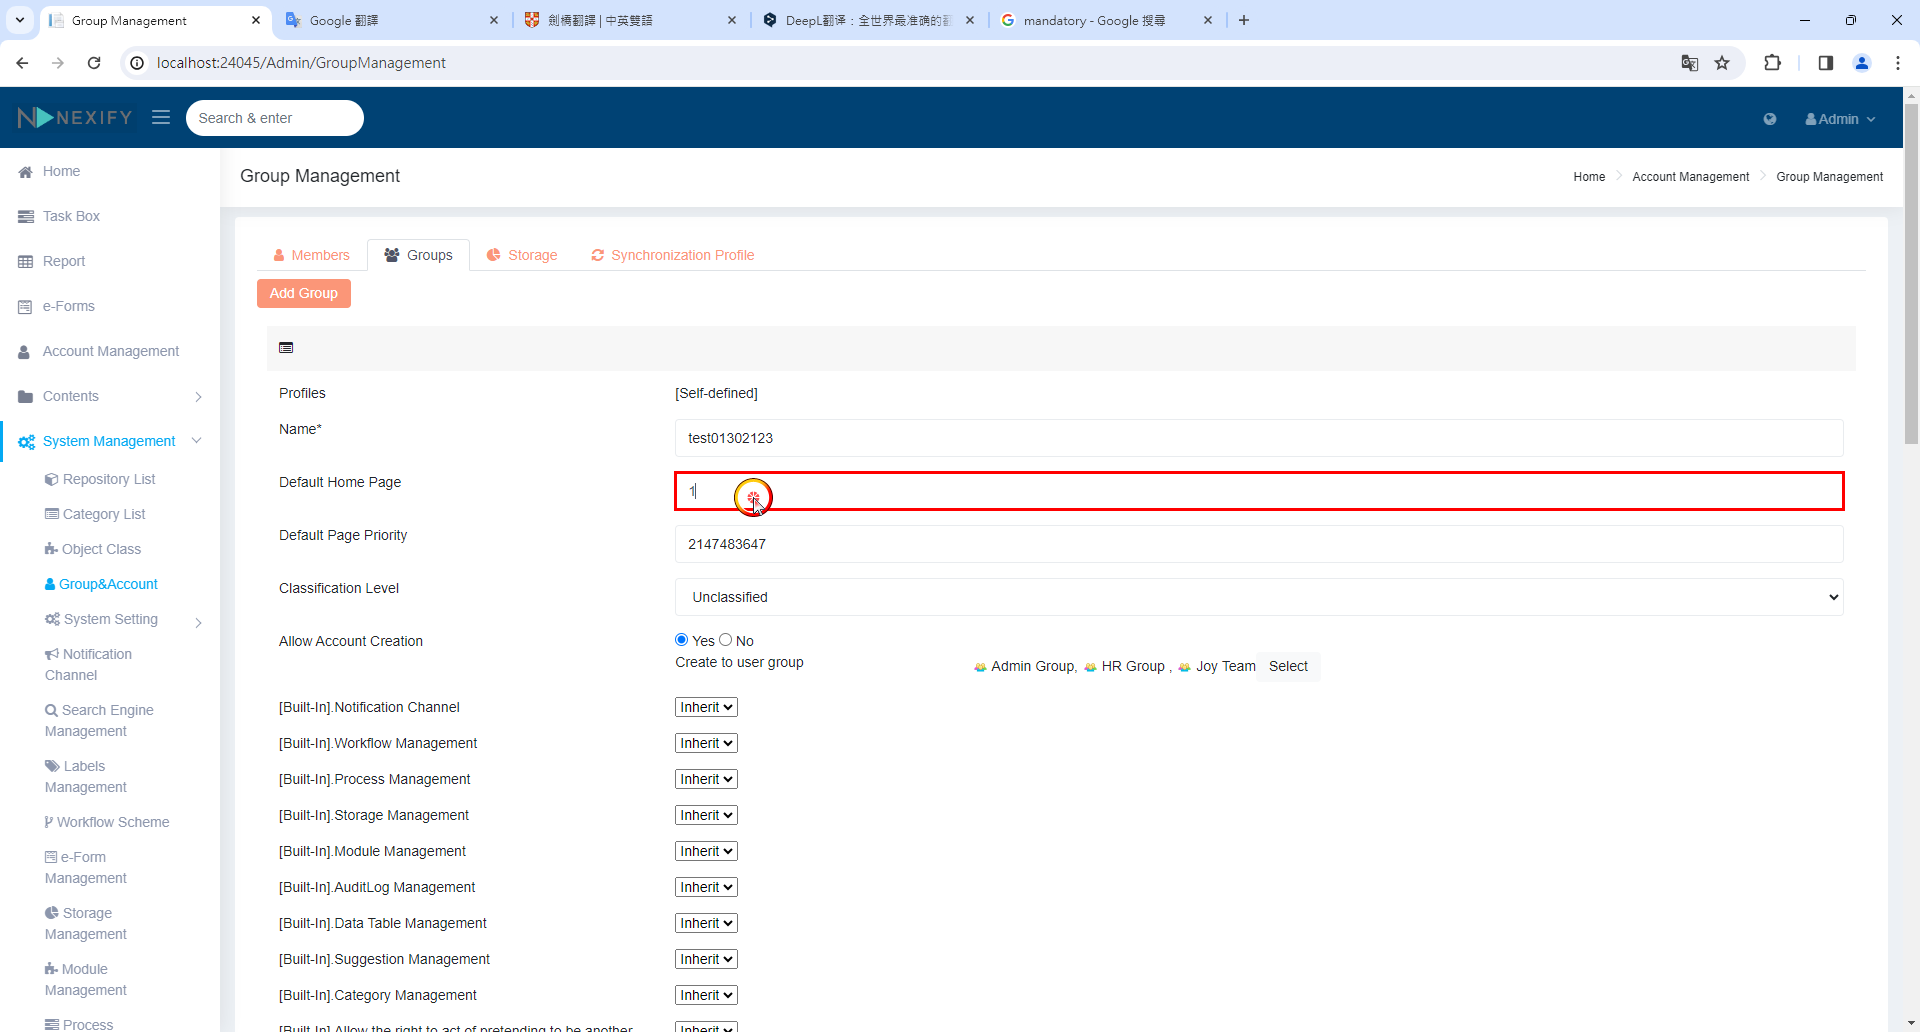 Group Management
Google 翻譯
劍橋翻譯 | 中英雙語
DeepL翻译：全世界最准确的
mandatory - Google 搜尋
localhost:24045/Admin/GroupManagement
NEXIFY
Search & enter
Admin
Home
Task Box
Report
e-Forms
Account Management
Contents
System Management
Repository List
Category List
Object Class
Group&Account
System Setting
Notification
Channel
Search Engine
Management
Labels
Management
Workflow Scheme
e-Form
Management
Storage
Management
Module
Management
Process
Group Management
Home
Account Management
Group Management
Members
Groups
Storage
Synchronization Profile
Add Group
Profiles
[Self-defined]
Name*
test01302123
Default Home Page
1
Default Page Priority
2147483647
Classification Level
Unclassified
Allow Account Creation
Yes No
Create to user group
Admin Group, HR Group , Joy Team Select
[Built-In].Notification Channel
Inherit
[Built-In].Workflow Management
Inherit
[Built-In].Process Management
Inherit
[Built-In].Storage Management
Inherit
[Built-In].Module Management
Inherit
[Built-In].AuditLog Management
Inherit
[Built-In].Data Table Management
Inherit
[Built-In].Suggestion Management
Inherit
[Built-In].Category Management
Inherit
[Built-In].Allow the right to act of pretending to be another
Inherit